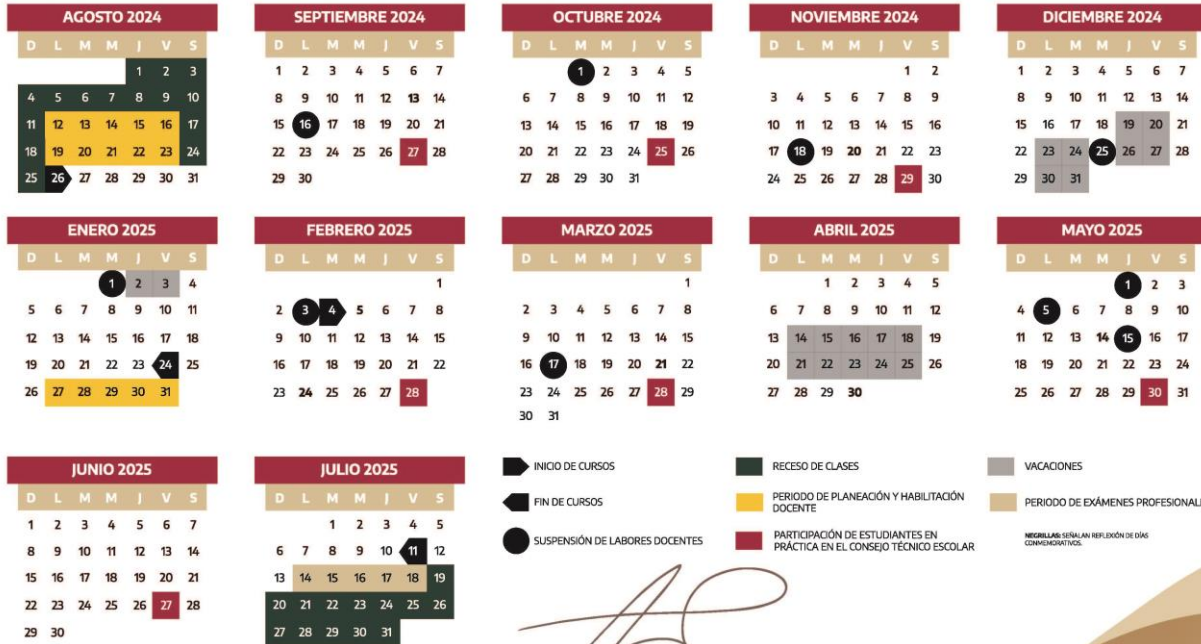 AGOSTO 2024
D L M M J V S
1 2 3
4 5 6 7 8 9 10
11 12 13 14 15 16 17
18 19 20 21 22 23 24
25 26 27 28 29 30 31
SEPTIEMBRE 2024
D L M M J V S
1 2 3 4 5 6 7
8 9 10 11 12 13 14
15 16 17 18 19 20 21
22 23 24 25 26 27 28
29 30
OCTUBRE 2024
D L M M J V S
1 2 3 4 5
6 7 8 9 10 11 12
13 14 15 16 17 18 19
20 21 22 23 24 25 26
27 28 29 30 31
NOVIEMBRE 2024
D L M M J V S
1 2
3 4 5 6 7 8 9
10 11 12 13 14 15 16
17 18 19 20 21 22 23
24 25 26 27 28 29 30
DICIEMBRE 2024
D L M M J V S
1 2 3 4 5 6 7
8 9 10 11 12 13 14
15 16 17 18 19 20 21
22 23 24 25 26 27 28
29 30 31
ENERO 2025
D L M M J V S
1 2 3 4
5 6 7 8 9 10 11
12 13 14 15 16 17 18
19 20 21 22 23 24 25
26 27 28 29 30 31
FEBRERO 2025
D L M M J V S
1
2 3 4 5 6 7 8
9 10 11 12 13 14 15
16 17 18 19 20 21 22
23 24 25 26 27 28
MARZO 2025
D L M M J V S
1
2 3 4 5 6 7 8
9 10 11 12 13 14 15
16 17 18 19 20 21 22
23 24 25 26 27 28 29
30 31
ABRIL 2025
D L M M J V S
1 2 3 4 5
6 7 8 9 10 11 12
13 14 15 16 17 18 19
20 21 22 23 24 25 26
27 28 29 30
MAYO 2025
D L M M J V S
1 2 3
4 5 6 7 8 9 10
11 12 13 14 15 16 17
18 19 20 21 22 23 24
25 26 27 28 29 30 31
JUNIO 2025
D L M M J V S
1 2 3 4 5 6 7
8 9 10 11 12 13 14
15 16 17 18 19 20 21
22 23 24 25 26 27 28
29 30
JULIO 2025
D L M M J V S
1 2 3 4 5
6 7 8 9 10 11 12
13 14 15 16 17 18 19
20 21 22 23 24 25 26
27 28 29 30 31
INICIO DE CURSOS
FIN DE CURSOS
SUSPENSIÓN DE LABORES DOCENTES
RECESO DE CLASES
PERIODO DE PLANEACIÓN Y HABILITACIÓN
DOCENTE
PARTICIPACIÓN DE ESTUDIANTES EN
PRÁCTICA EN EL CONSEJO TÉCNICO ESCOLAR
VACACIONES
PERIODO DE EXÁMENES PROFESIONAL
NEGRILLAS: SEÑALAN REFLEXIÓN DE DÍAS
CONMEMORATIVOS.